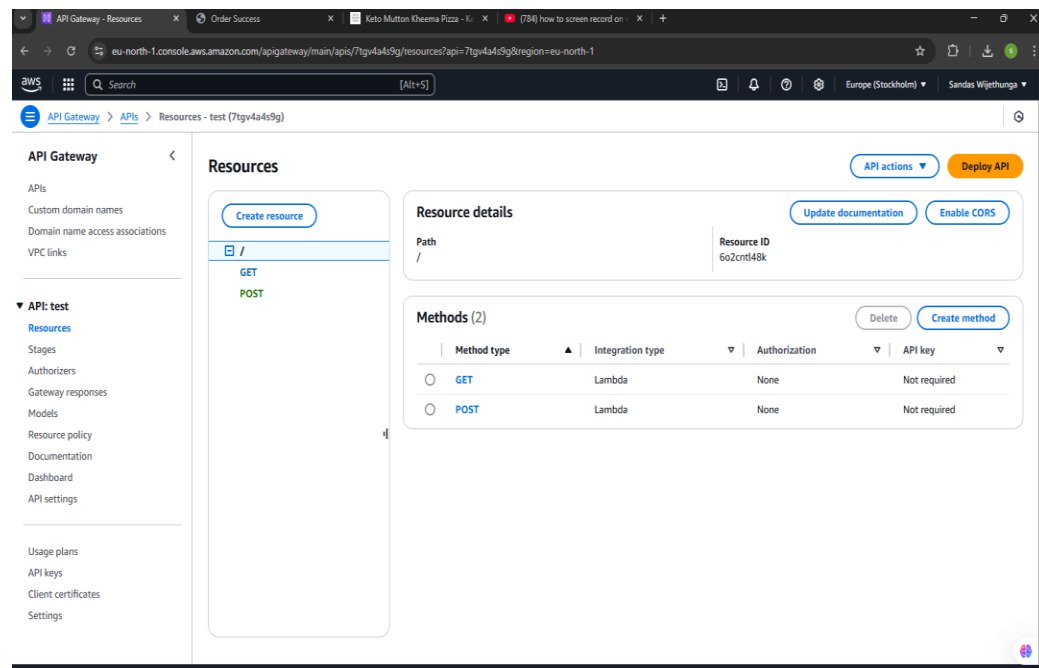 API Gateway - Resources
Order Success
Keto Mutton Kheema Pizza - Ke
(784) how to screen record on
eu-north-1.console.aws.amazon.com/apigateway/main/apis/7tgv4a4s9g/resources?api=7tgv4a4s9g&region=eu-north-1
aws
Search
[Alt+S]
Europe (Stockholm)
Sandas Wijethunga
API Gateway > APIs > Resources - test (7tgv4a4s9g)
API Gateway
APIs
Custom domain names
Domain name access associations
VPC links
API: test
Resources
Stages
Authorizers
Gateway responses
Models
Resource policy
Documentation
Dashboard
API settings
Usage plans
API keys
Client certificates
Settings
Resources
API actions
Deploy API
Create resource
/
GET
POST
Resource details
Update documentation
Enable CORS
Path
/
Resource ID
6o2cntl48k
Methods (2)
Delete
Create method
Method type Integration type Authorization API key
GET Lambda None Not required
POST Lambda None Not required